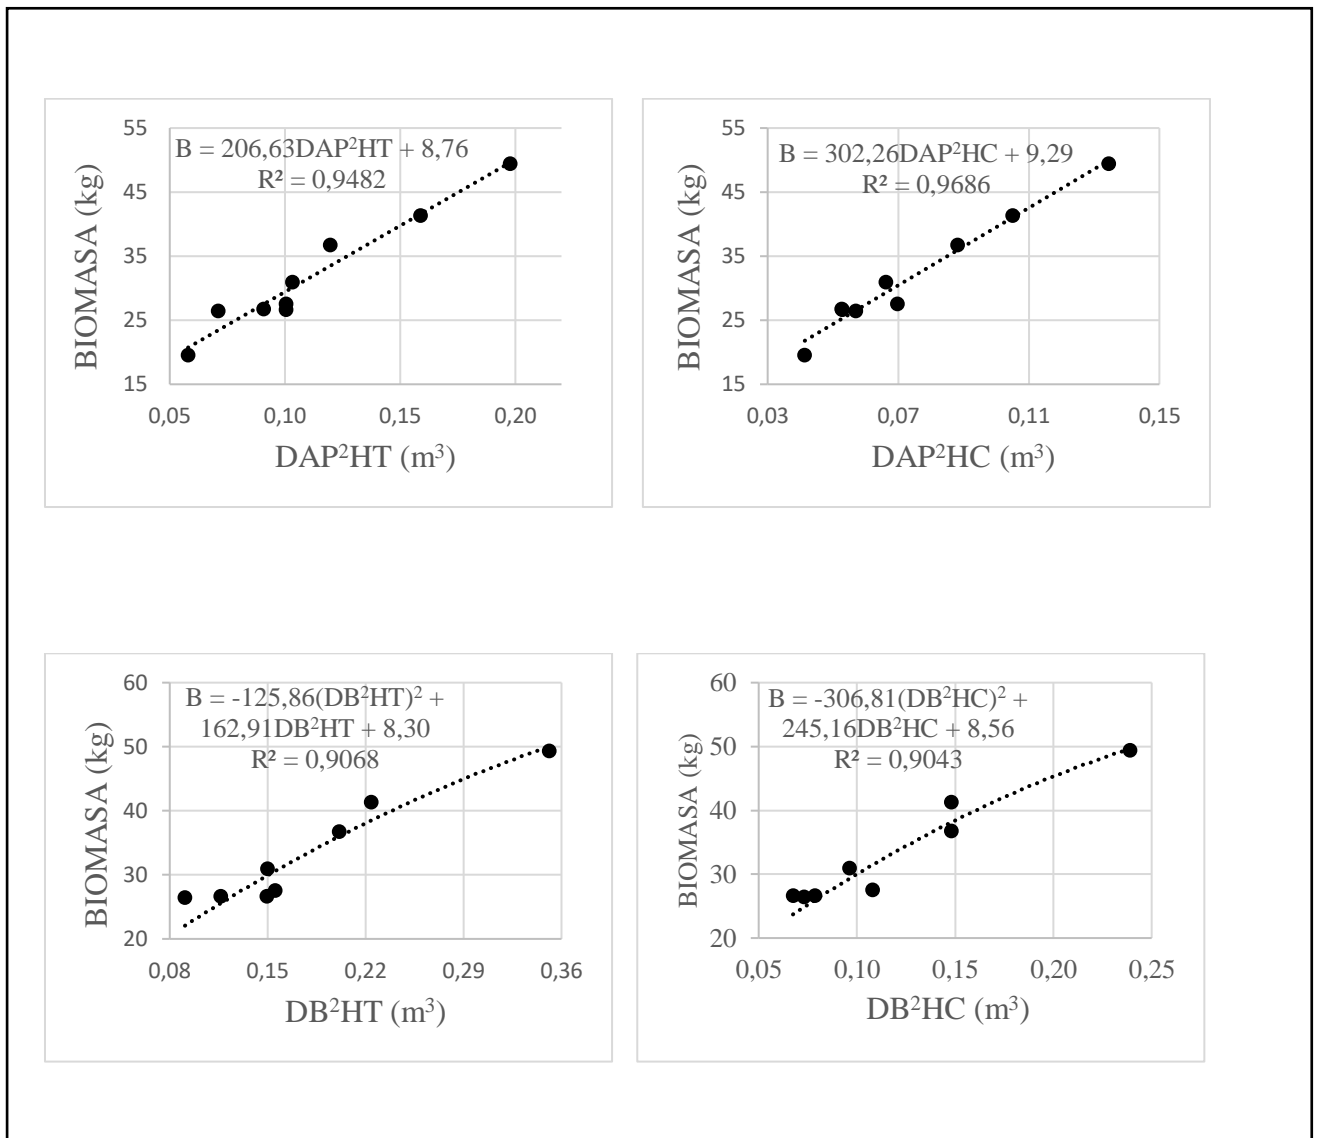 B = 206,63DAP²HT + 8,76
R² = 0,9482
55
45
35
25
15
BIOMASA (kg)
0,05 0,10 0,15 0,20
DAP²HT (m³)
B = 302,26DAP²HC + 9,29
R² = 0,9686
55
45
35
25
15
BIOMASA (kg)
0,03 0,07 0,11 0,15
DAP²HC (m³)
B = -125,86(DB²HT)² +
162,91DB²HT + 8,30
R² = 0,9068
60
50
40
30
20
BIOMASA (kg)
0,08 0,15 0,22 0,29 0,36
DB²HT (m³)
B = -306,81(DB²HC)² +
245,16DB²HC + 8,56
R² = 0,9043
60
50
40
30
20
BIOMASA (kg)
0,05 0,10 0,15 0,20 0,25
DB²HC (m³)